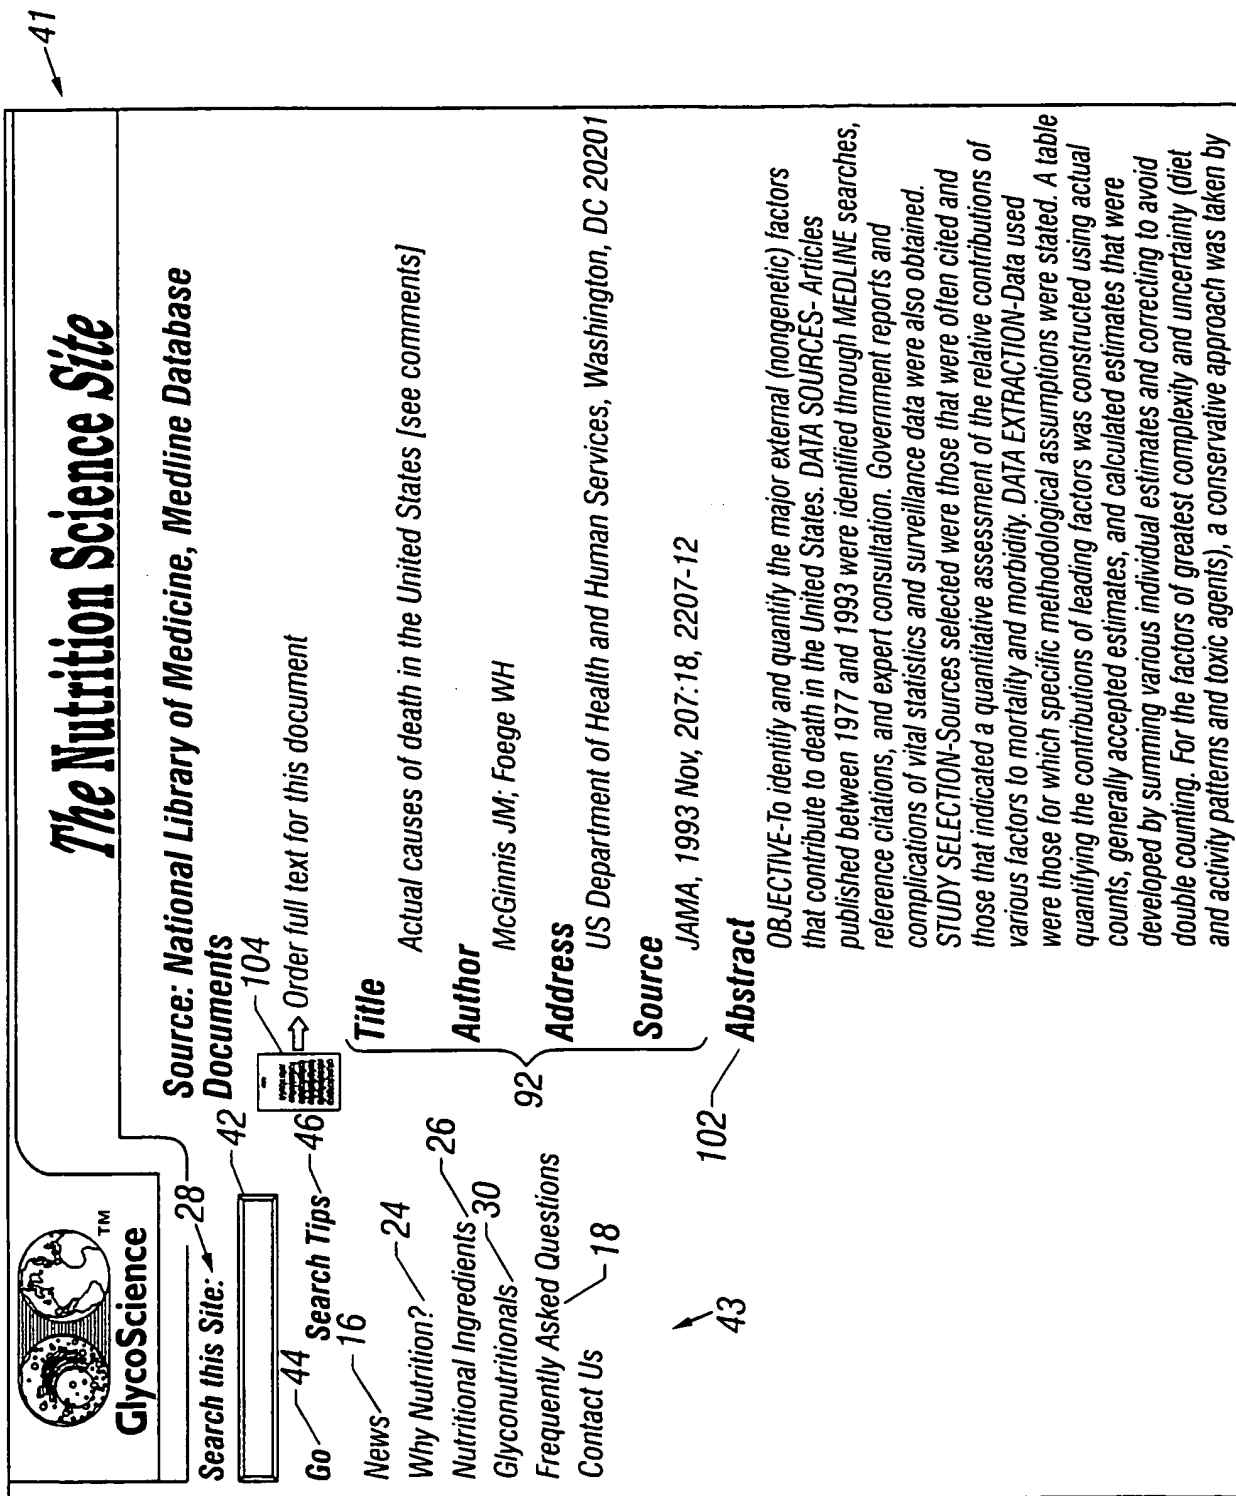 41
The Nutrition Science Site
GlycoScience
TM
Search this Site:
28
42
Go
44
Search Tips
46
News
16
Why Nutrition?
24
Nutritional Ingredients
26
Glyconutritionals
30
Frequently Asked Questions
18
Contact Us
43
Source: National Library of Medicine, Medline Database
Documents
104
Order full text for this document
92
Title
Actual causes of death in the United States [see comments]
Author
McGinnis JM; Foege WH
Address
US Department of Health and Human Services, Washington, DC 20201
Source
JAMA, 1993 Nov, 207:18, 2207-12
102
Abstract
OBJECTIVE-To identify and quantify the major external (nongenetic) factors
that contribute to death in the United States. DATA SOURCES- Articles
published between 1977 and 1993 were identified through MEDLINE searches,
reference citations, and expert consultation. Government reports and
complications of vital statistics and surveillance data were also obtained.
STUDY SELECTION-Sources selected were those that were often cited and
those that indicated a quantitative assessment of the relative contributions of
various factors to mortality and morbidity. DATA EXTRACTION-Data used
were those for which specific methodological assumptions were stated. A table
quantifying the contributions of leading factors was constructed using actual
counts, generally accepted estimates, and calculated estimates that were
developed by summing various individual estimates and correcting to avoid
double counting. For the factors of greatest complexity and uncertainty (diet
and activity patterns and toxic agents), a conservative approach was taken by